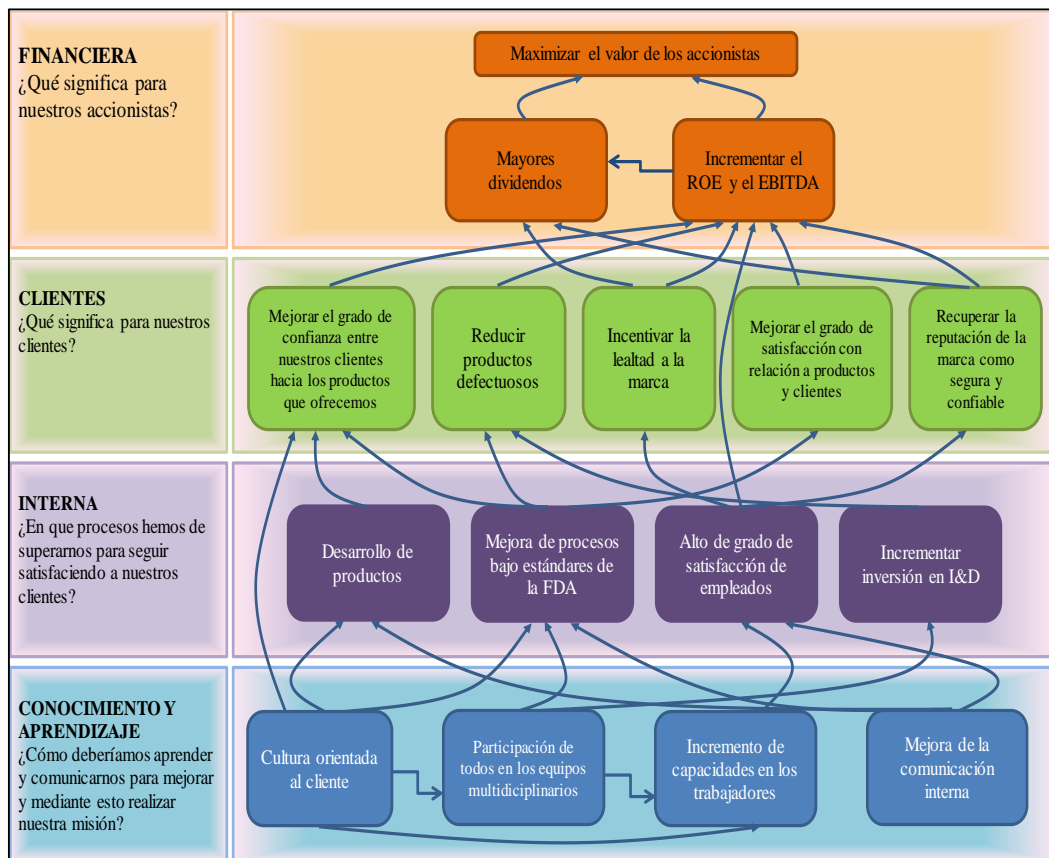 FINANCIERA
¿Qué significa para
nuestros accionistas?
Maximizar el valor de los accionistas
Mayores
dividendos
Incrementar el
ROE y el EBITDA
CLIENTES
¿Qué significa para nuestros
clientes?
Mejorar el grado de
confianza entre
nuestros clientes
hacia los productos
que ofrecemos
Reducir
productos
defectuosos
Incentivar la
lealtad a la
marca
Mejorar el grado de
satisfacción con
relación a productos
y clientes
Recuperar la
reputación de la
marca como
segura y
confiable
INTERNA
¿En que procesos hemos de
superarnos para seguir
satisfaciendo a nuestros
clientes?
Desarrollo de
productos
Mejora de procesos
bajo estándares de
la FDA
Alto de grado de
satisfacción de
empleados
Incrementar
inversión en I&D
CONOCIMIENTO Y
APRENDIZAJE
¿Cómo deberíamos aprender
y comunicarnos para mejorar
y mediante esto realizar
nuestra misión?
Cultura orientada
al cliente
Participación de
todos en los equipos
multidiciplinarios
Incremento de
capacidades en los
trabajadores
Mejora de la
comunicación
interna